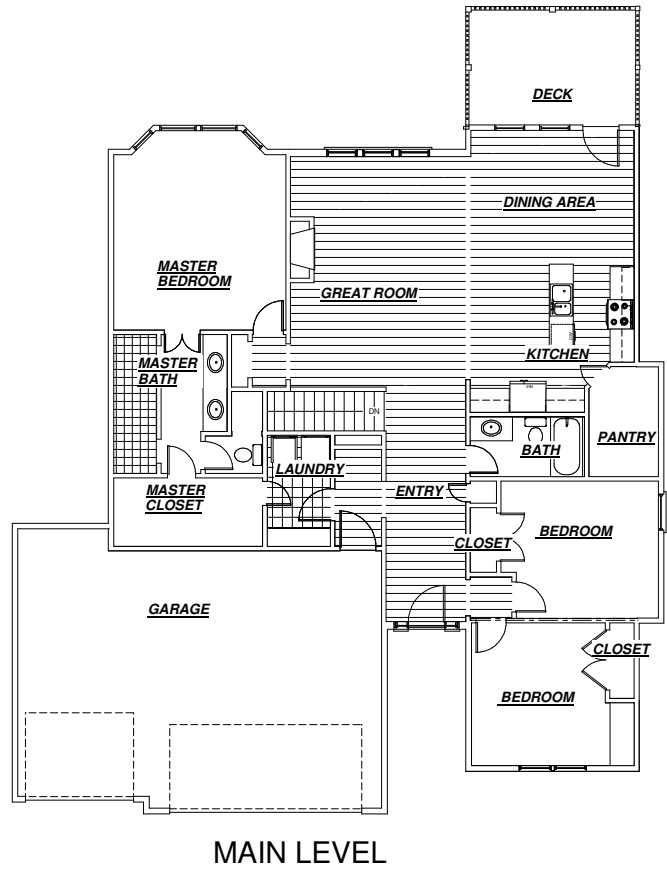 DECK
DINING AREA
MASTER
BEDROOM
GREAT ROOM
KITCHEN
MASTER
BATH
DN
BATH
PANTRY
LAUNDRY
MASTER
CLOSET
ENTRY
BEDROOM
CLOSET
GARAGE
CLOSET
BEDROOM
MAIN LEVEL